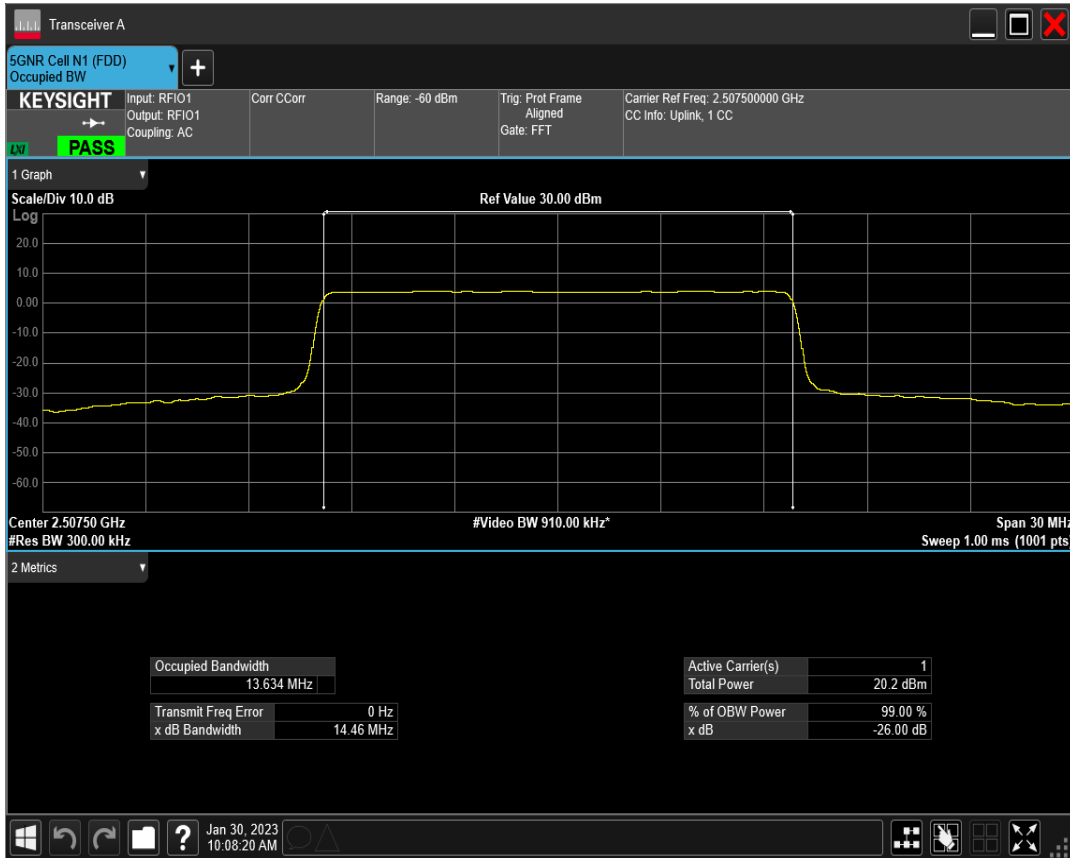 Transceiver A
5GNR Cell N1 (FDD)
Occupied BW
+
KEYSIGHT
LXI
PASS
Input: RFIO1
Output: RFIO1
Coupling: AC
Corr CCorr
Range: -60 dBm
Trig: Prot Frame
Aligned
Gate: FFT
Carrier Ref Freq: 2.507500000 GHz
CC Info: Uplink, 1 CC
1 Graph
Scale/Div 10.0 dB
Ref Value 30.00 dBm
Log
20.0
10.0
0.00
-10.0
-20.0
-30.0
-40.0
-50.0
-60.0
Center 2.50750 GHz
#Video BW 910.00 kHz*
Span 30 MHz
#Res BW 300.00 kHz
Sweep 1.00 ms (1001 pts)
2 Metrics
Occupied Bandwidth
13.634 MHz
Transmit Freq Error 0 Hz
x dB Bandwidth 14.46 MHz
Active Carrier(s) 1
Total Power 20.2 dBm
% of OBW Power 99.00 %
x dB -26.00 dB
?
Jan 30, 2023
10:08:20 AM